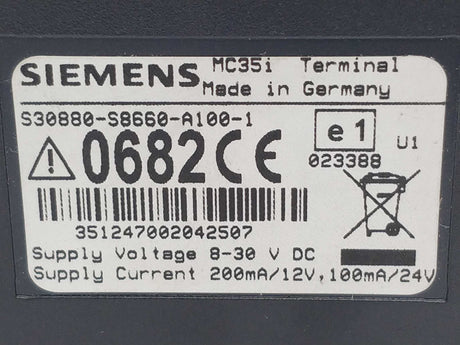 SIEMENS MC35i Terminal
Made in Germany
S30880-S8660-A100-1
0682 CE
e1
U1
023388
351247002042507
Supply Voltage 8-30 V DC
Supply Current 200mA/12V, 100mA/24V